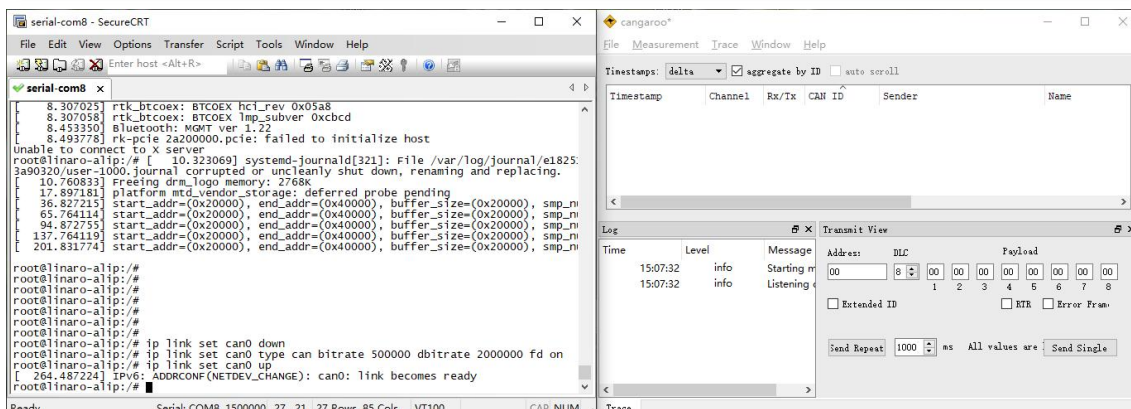 serial-com8 - SecureCRT
File Edit View Options Transfer Script Tools Window Help
Enter host <Alt+R>
serial-com8 x
[ 8.307025] rtk_btcoex: BTCOEX hci_rev 0x05a8
[ 8.307058] rtk_btcoex: BTCOEX lmp_subver 0xcbcd
[ 8.453350] Bluetooth: MGMT ver 1.22
[ 8.493778] rk-pcie 2a200000.pcie: failed to initialize host
Unable to connect to X server
root@linaro-alip:/# [ 10.323069] systemd-journald[321]: File /var/log/journal/e1825
3a90320/user-1000.journal corrupted or uncleanly shut down, renaming and replacing.
[ 10.760833] Freeing drm_logo memory: 2768K
[ 17.897181] platform mtd_vendor_storage: deferred probe pending
[ 36.827215] start_addr=(0x20000), end_addr=(0x40000), buffer_size=(0x20000), smp_n
[ 65.764114] start_addr=(0x20000), end_addr=(0x40000), buffer_size=(0x20000), smp_n
[ 94.872755] start_addr=(0x20000), end_addr=(0x40000), buffer_size=(0x20000), smp_n
[ 137.764119] start_addr=(0x20000), end_addr=(0x40000), buffer_size=(0x20000), smp_n
[ 201.831774] start_addr=(0x20000), end_addr=(0x40000), buffer_size=(0x20000), smp_n
root@linaro-alip:/#
root@linaro-alip:/#
root@linaro-alip:/#
root@linaro-alip:/#
root@linaro-alip:/#
root@linaro-alip:/#
root@linaro-alip:/# ip link set can0 down
root@linaro-alip:/# ip link set can0 type can bitrate 500000 dbitrate 2000000 fd on
root@linaro-alip:/# ip link set can0 up
[ 264.487224] IPv6: ADDRCONF(NETDEV_CHANGE): can0: link becomes ready
root@linaro-alip:/#
Ready Serial: COM8, 1500000 27, 21 27 Rows, 85 Cols VT100 CAP NUM
cangaroo*
File Measurement Trace Window Help
Timestamps: delta aggregate by ID auto scroll
Timestamp Channel Rx/Tx CAN ID Sender Name
Log
Time Level Message
15:07:32 info Starting m
15:07:32 info Listening
Transmit View
Addres: DLC Payload
00 8 00 00 00 00 00 00 00 00
1 2 3 4 5 6 7 8
Extended ID RTR Error Fram
Send Repeat 1000 ms All values are Send Single
Trace